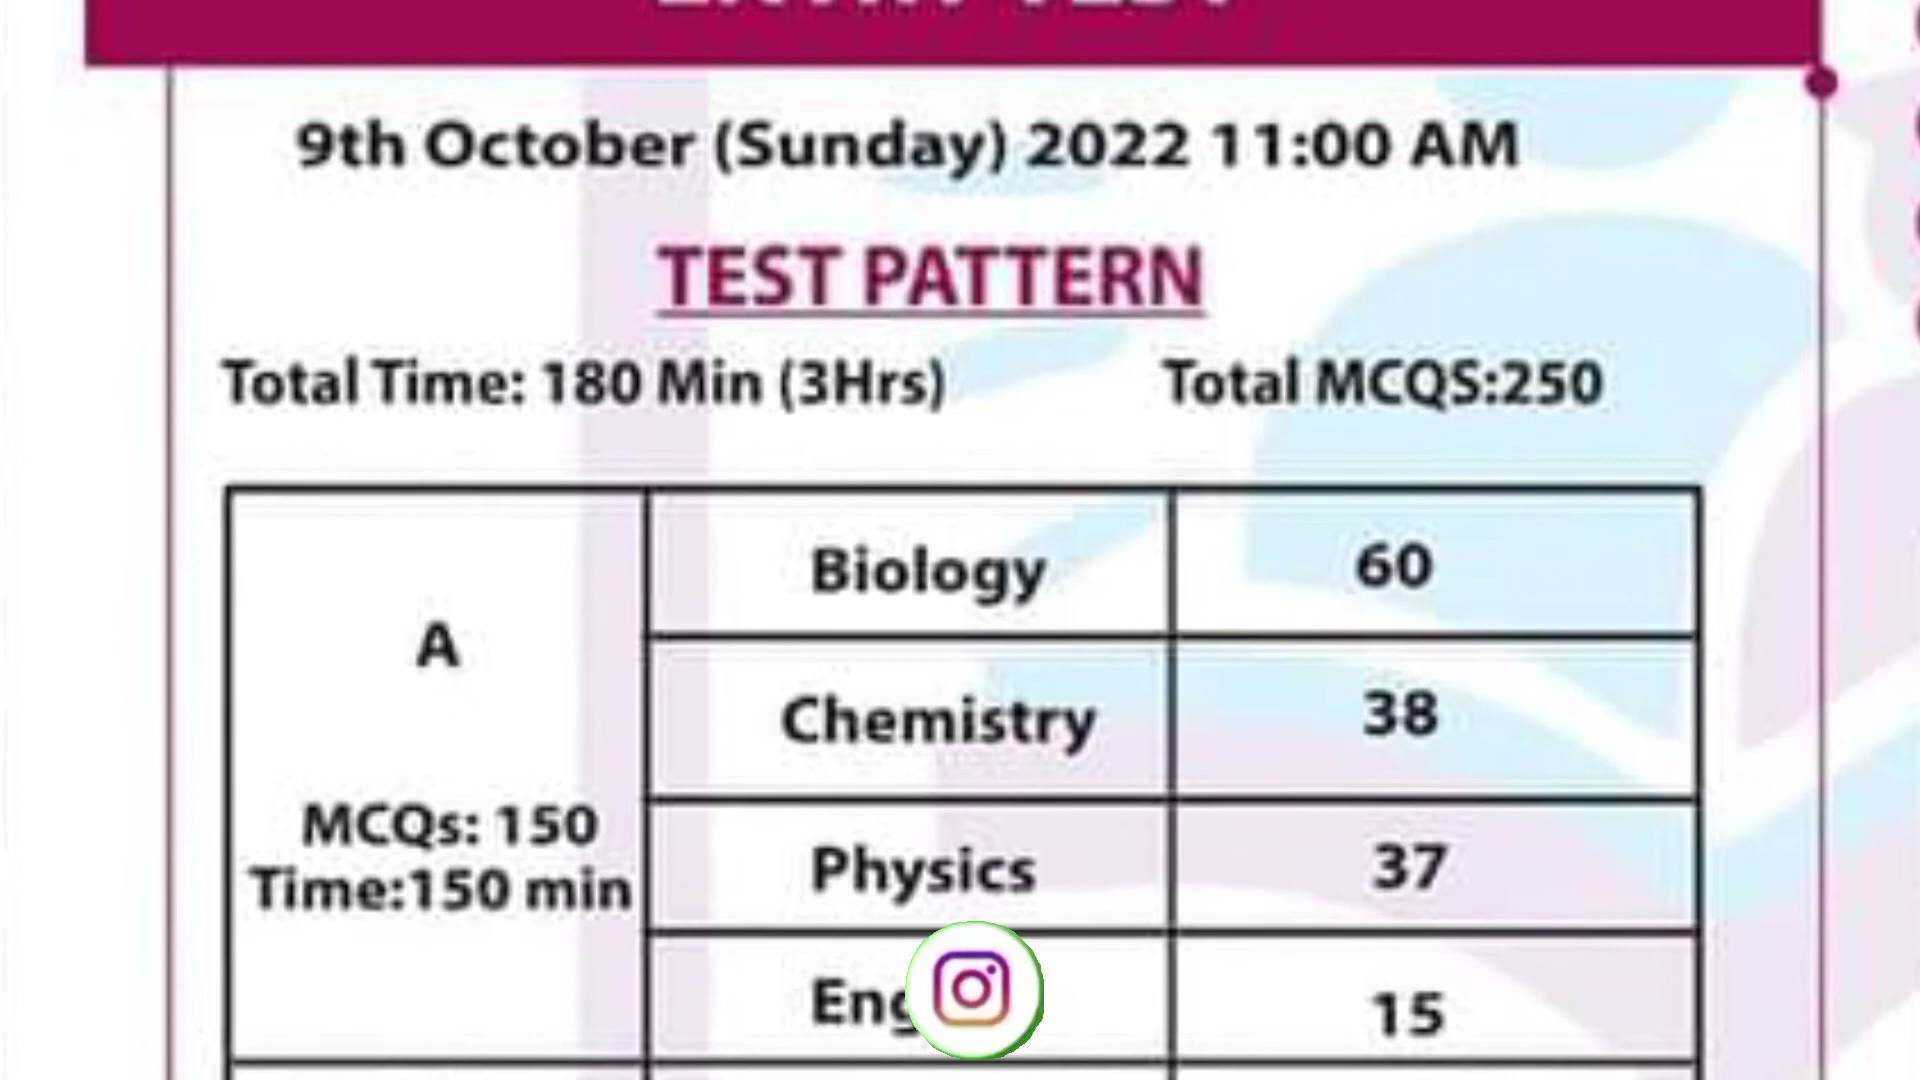 9th October (Sunday) 2022 11:00 AM
TEST PATTERN
Total Time: 180 Min (3Hrs) Total MCQS:250
A
MCQs: 150
Time:150 min
Biology 60
Chemistry 38
Physics 37
15